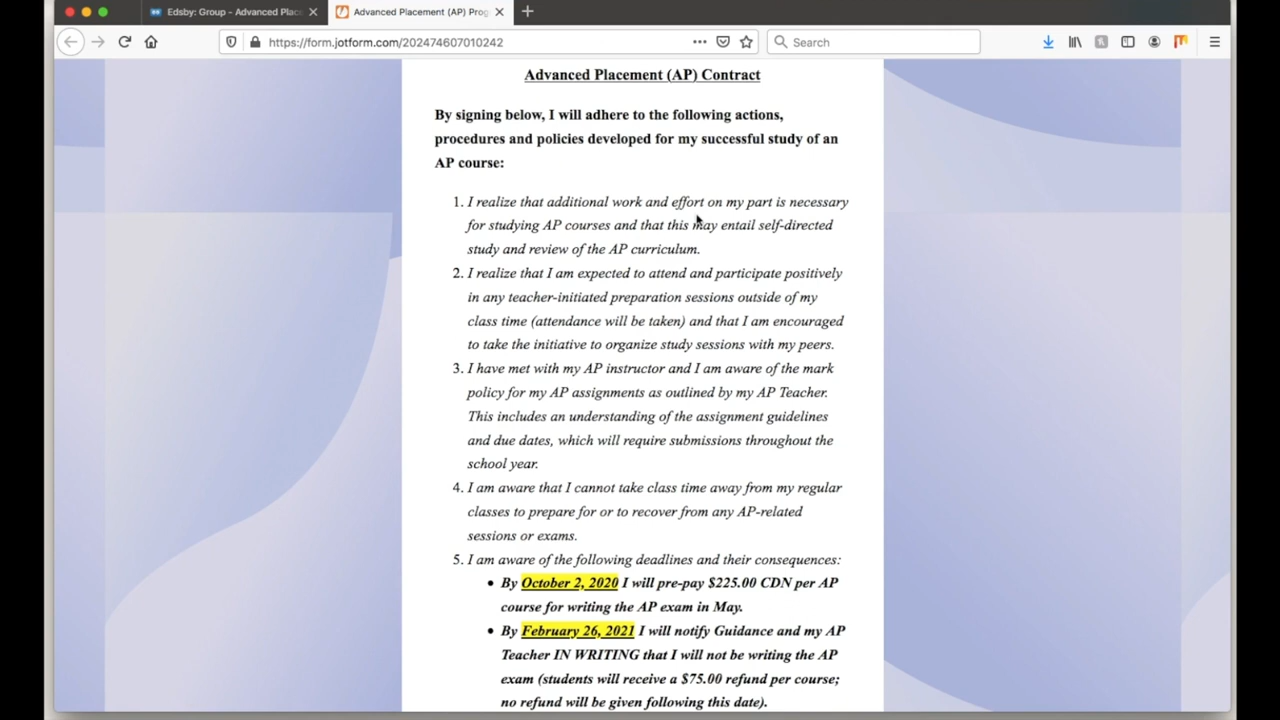 Edsby: Group - Advanced Place
Advanced Placement (AP) Prog
https://form.jotform.com/202474607010242
Search
Advanced Placement (AP) Contract
By signing below, I will adhere to the following actions,
procedures and policies developed for my successful study of an
AP course:
1. I realize that additional work and effort on my part is necessary
for studying AP courses and that this may entail self-directed
study and review of the AP curriculum.
2. I realize that I am expected to attend and participate positively
in any teacher-initiated preparation sessions outside of my
class time (attendance will be taken) and that I am encouraged
to take the initiative to organize study sessions with my peers.
3. I have met with my AP instructor and I am aware of the mark
policy for my AP assignments as outlined by my AP Teacher.
This includes an understanding of the assignment guidelines
and due dates, which will require submissions throughout the
school year.
4. I am aware that I cannot take class time away from my regular
classes to prepare for or to recover from any AP-related
sessions or exams.
5. I am aware of the following deadlines and their consequences:
• By October 2, 2020 I will pre-pay $225.00 CDN per AP
course for writing the AP exam in May.
• By February 26, 2021 I will notify Guidance and my AP
Teacher IN WRITING that I will not be writing the AP
exam (students will receive a $75.00 refund per course;
no refund will be given following this date).